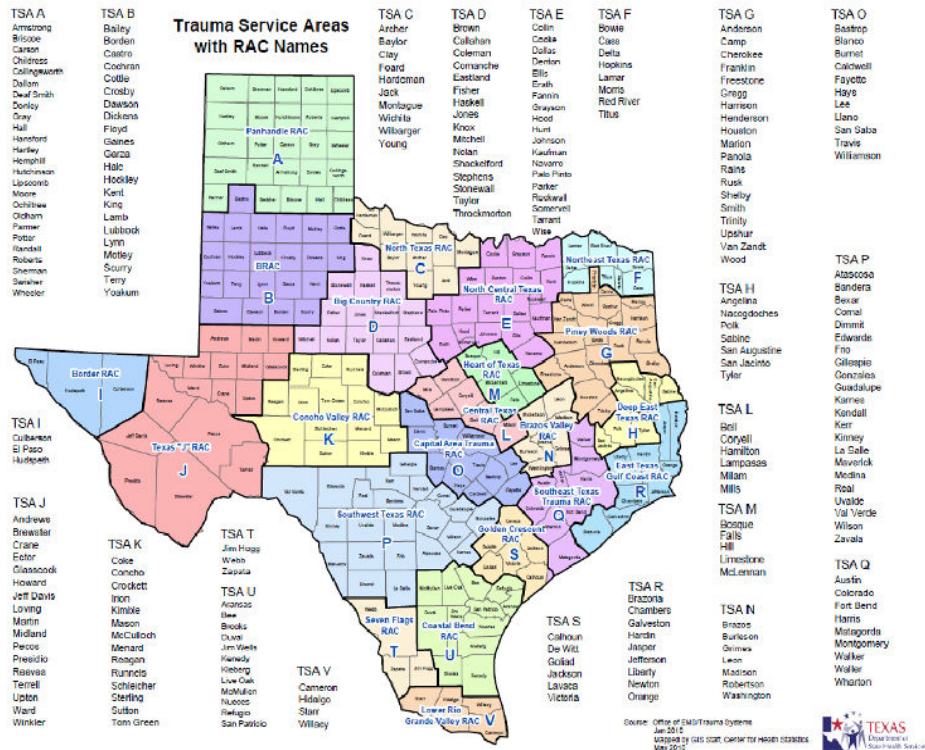 Trauma Service Areas
with RAC Names
TSA A
Armstrong
Briscoe
Carson
Childress
Collingsworth
Dallam
Deaf Smith
Donley
Gray
Hall
Hansford
Hartley
Hemphill
Hutchinson
Lipscomb
Moore
Ochiltree
Oldham
Parmer
Potter
Randall
Roberts
Sherman
Swisher
Wheeler
TSA B
Bailey
Borden
Castro
Cochran
Cottle
Crosby
Dawson
Dickens
Floyd
Gaines
Garza
Hale
Hockley
Kent
King
Lamb
Lubbock
Lynn
Motley
Scurry
Terry
Yoakum
TSA C
Archer
Baylor
Clay
Foard
Hardeman
Jack
Montague
Wichita
Wilbarger
Young
TSA D
Brown
Callahan
Coleman
Comanche
Eastland
Fisher
Haskell
Jones
Knox
Mitchell
Nolan
Shackelford
Stephens
Stonewall
Taylor
Throckmorton
TSA E
Collin
Cooke
Dallas
Denton
Ellis
Erath
Fannin
Grayson
Hood
Hunt
Johnson
Kaufman
Navarro
Palo Pinto
Parker
Rockwall
Somervell
Tarrant
Wise
TSA F
Bowie
Cass
Delta
Hopkins
Lamar
Morris
Red River
Titus
TSA G
Anderson
Camp
Cherokee
Franklin
Freestone
Gregg
Harrison
Henderson
Houston
Marion
Panola
Rains
Rusk
Shelby
Smith
Trinity
Upshur
Van Zandt
Wood
TSA O
Bastrop
Blanco
Burnet
Caldwell
Fayette
Hays
Lee
Llano
San Saba
Travis
Williamson
TSA H
Angelina
Nacogdoches
Polk
Sabine
San Augustine
San Jacinto
Tyler
TSA P
Atascosa
Bandera
Bexar
Comal
Dimmit
Edwards
Frio
Gillespie
Gonzales
Guadalupe
Karnes
Kendall
Kerr
Kinney
La Salle
Maverick
Medina
Real
Uvalde
Val Verde
Wilson
Zavala
TSA L
Bell
Coryell
Hamilton
Lampasas
Milam
Mills
TSA M
Bosque
Falls
Hill
Limestone
McLennan
TSA N
Brazos
Burleson
Grimes
Leon
Madison
Robertson
Washington
TSA Q
Austin
Colorado
Fort Bend
Harris
Matagorda
Montgomery
Walker
Waller
Wharton
TSA I
Culberson
El Paso
Hudspeth
TSA J
Andrews
Brewster
Crane
Ector
Glasscock
Howard
Jeff Davis
Loving
Martin
Midland
Pecos
Presidio
Reeves
Terrell
Upton
Ward
Winkler
TSA K
Coke
Concho
Crockett
Irion
Kimble
Mason
McCulloch
Menard
Reagan
Runnels
Schleicher
Sterling
Sutton
Tom Green
TSA T
Jim Hogg
Webb
Zapata
TSA U
Aransas
Bee
Brooks
Duval
Jim Wells
Kenedy
Kleberg
Live Oak
McMullen
Nueces
Refugio
San Patricio
TSA V
Cameron
Hidalgo
Starr
Willacy
TSA S
Calhoun
De Witt
Goliad
Jackson
Lavaca
Victoria
TSA R
Brazoria
Chambers
Galveston
Hardin
Jasper
Jefferson
Liberty
Newton
Orange
Panhandle RAC
A
BRAC
B
North Texas RAC
C
Big Country RAC
D
North Central Texas
RAC
E
Northeast Texas RAC
F
Piney Woods RAC
G
Heart of Texas
RAC
M
Border RAC
I
Texas "J" RAC
J
Concho Valley RAC
K
Central Texas
RAC
L
Brazos Valley
RAC
N
Deep East
Texas RAC
H
Capital Area Trauma
RAC
O
East Texas
Gulf Coast RAC
R
Southeast Texas
Trauma RAC
Q
Southwest Texas RAC
P
Golden Crescent
RAC
S
Seven Flags
RAC
T
Coastal Bend
RAC
U
Lower Rio
Grande Valley RAC
V
Source: Office of EMS/Trauma Systems
Jan 2015
Mapped by GIS Staff, Center for Health Statistics
May 2015
TEXAS
Department of
State Health Services